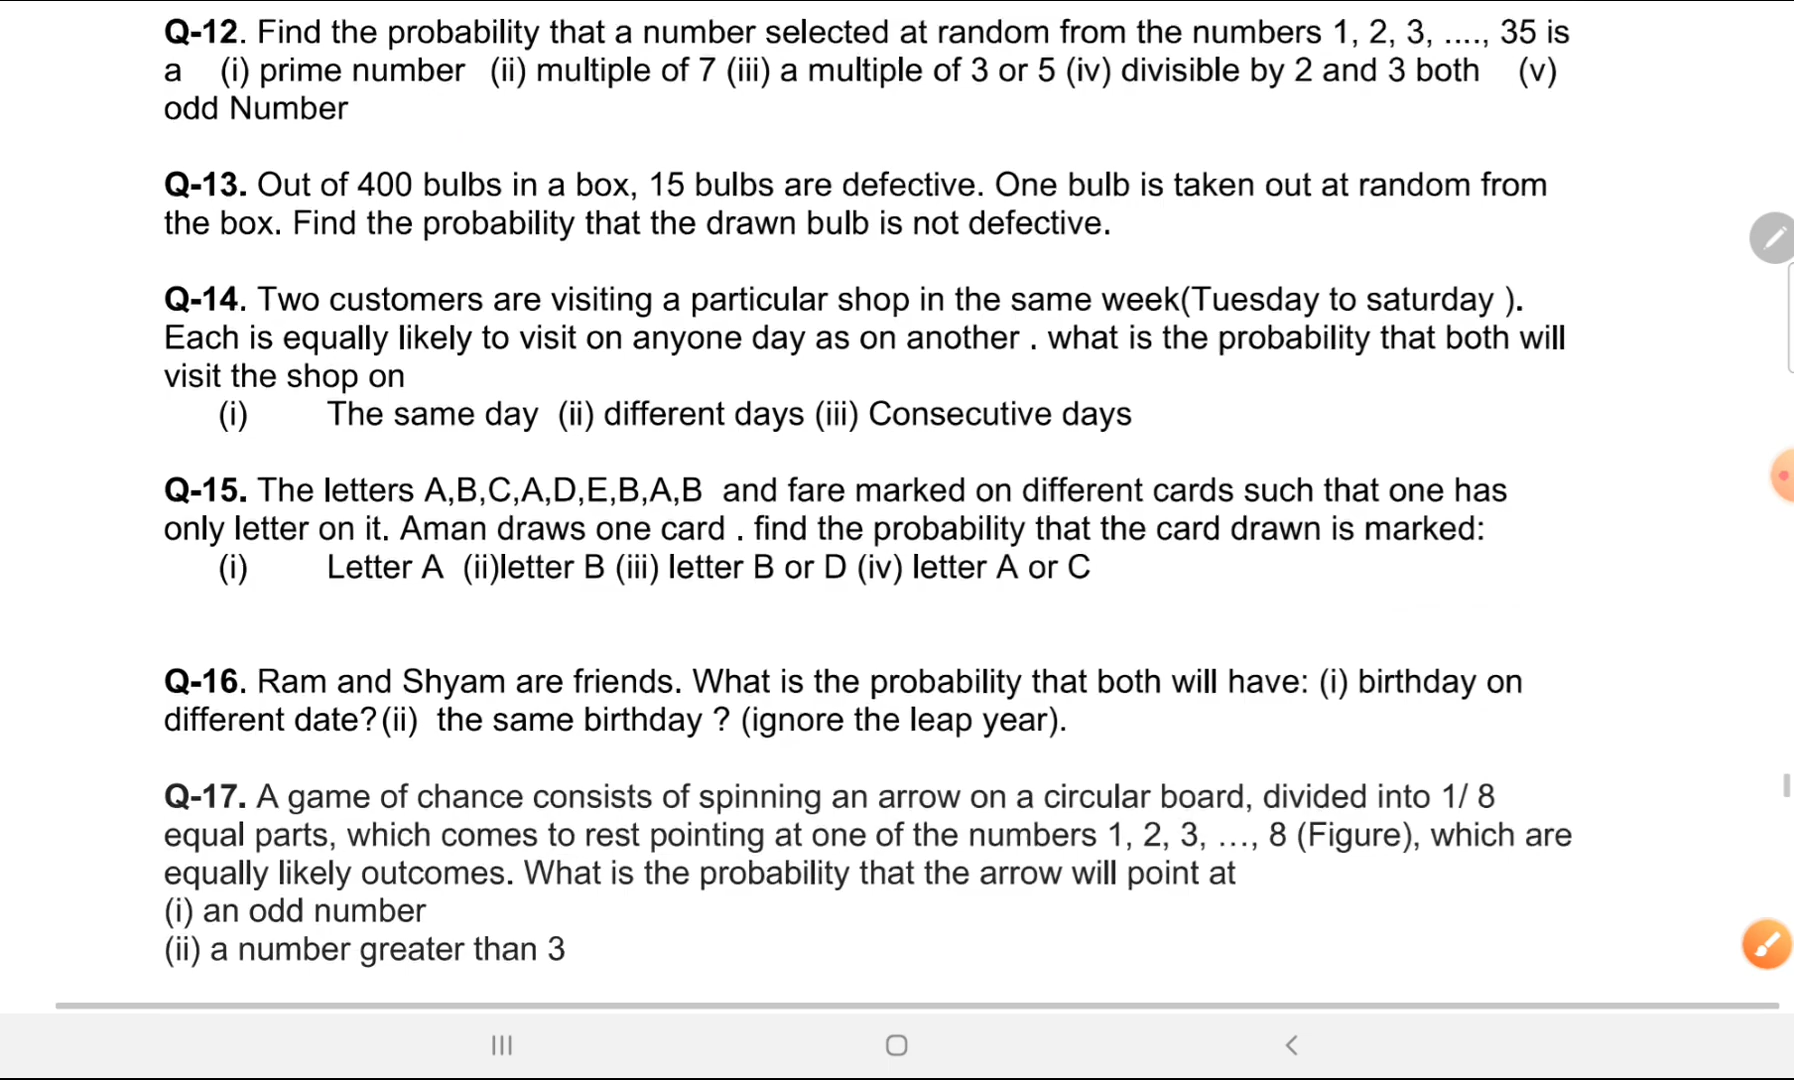 Q-12. Find the probability that a number selected at random from the numbers 1, 2, 3, ...., 35 is
a (i) prime number (ii) multiple of 7 (iii) a multiple of 3 or 5 (iv) divisible by 2 and 3 both (v)
odd Number
Q-13. Out of 400 bulbs in a box, 15 bulbs are defective. One bulb is taken out at random from
the box. Find the probability that the drawn bulb is not defective.
Q-14. Two customers are visiting a particular shop in the same week(Tuesday to saturday ).
Each is equally likely to visit on anyone day as on another . what is the probability that both will
visit the shop on
(i) The same day (ii) different days (iii) Consecutive days
Q-15. The letters A,B,C,A,D,E,B,A,B and fare marked on different cards such that one has
only letter on it. Aman draws one card . find the probability that the card drawn is marked:
(i) Letter A (ii)letter B (iii) letter B or D (iv) letter A or C
Q-16. Ram and Shyam are friends. What is the probability that both will have: (i) birthday on
different date?(ii) the same birthday ? (ignore the leap year).
Q-17. A game of chance consists of spinning an arrow on a circular board, divided into 1/ 8
equal parts, which comes to rest pointing at one of the numbers 1, 2, 3, …, 8 (Figure), which are
equally likely outcomes. What is the probability that the arrow will point at
(i) an odd number
(ii) a number greater than 3